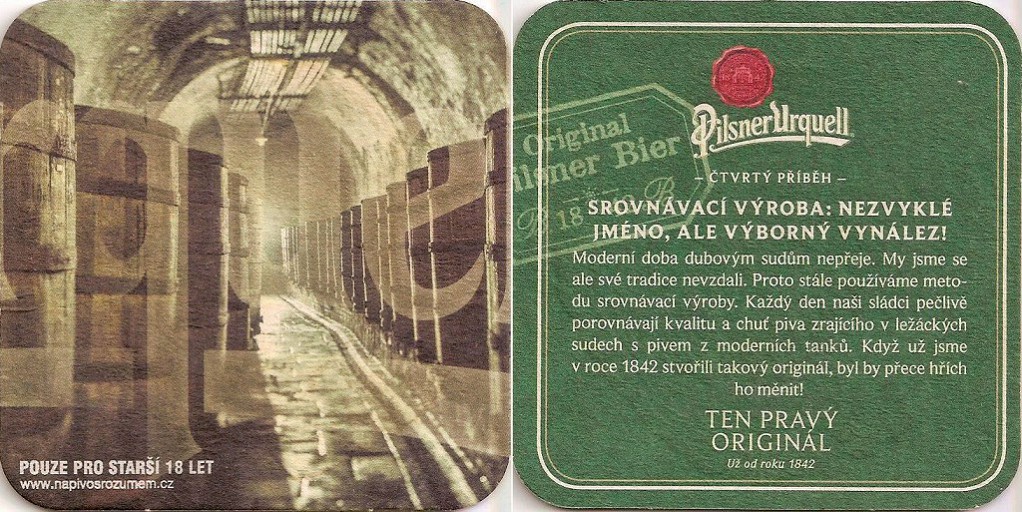 POUZE PRO STARŠÍ 18 LET
www.napivosrozumem.cz
Original
Pilsner Bier
B 18 B
1842
Pilsner Urquell
– ČTVRTÝ PŘÍBĚH –
SROVNÁVACÍ VÝROBA: NEZVYKLÉ
JMÉNO, ALE VÝBORNÝ VYNÁLEZ!
Moderní doba dubovým sudům nepřeje. My jsme se
ale své tradice nevzdali. Proto stále používáme meto-
du srovnávací výroby. Každý den naši sládci pečlivě
porovnávají kvalitu a chuť piva zrajícího v ležáckých
sudech s pivem z moderních tanků. Když už jsme
v roce 1842 stvořili takový originál, byl by přece hřích
ho měnit!
TEN PRAVÝ
ORIGINÁL
Už od roku 1842